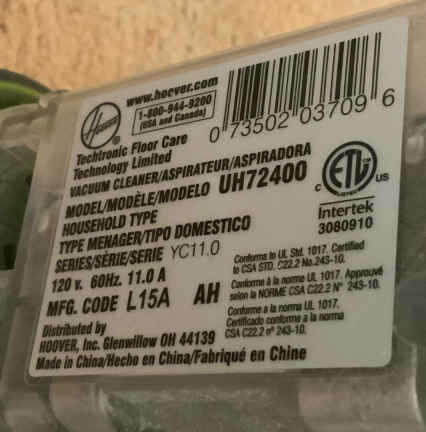 Hoover®
www.hoover.com
1-800-944-9200
(USA and Canada)
0 73502 03709 6
Techtronic Floor Care
Technology Limited
VACUUM CLEANER/ASPIRATEUR/ASPIRADORA
MODEL/MODÈLE/MODELO UH72400
HOUSEHOLD TYPE
TYPE MENAGER/TIPO DOMESTICO
SERIES/SÉRIE/SERIE YC11.0
120 v. 60Hz. 11.0 A
MFG. CODE L15A AH
Distributed by
HOOVER, Inc. Glenwillow OH 44139
Made in China/Hecho en China/Fabriqué en Chine
c ETL us
Intertek
3080910
Conforms to UL Std. 1017. Certified
to CSA STD. C22.2 No.243-10.
Conforme à la norme UL 1017. Approuvé
selon la NORME CSA C22.2 N° 243-10.
Conforme a la norma UL 1017,
Certificado conforme a la norma
CSA C22.2 nº 243-10.